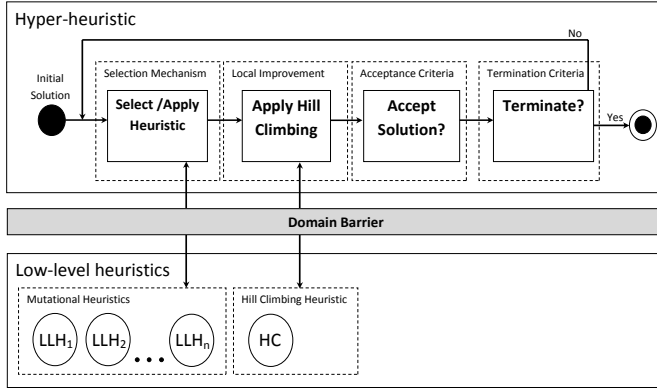 Hyper-heuristic
No
Initial
Solution
Selection Mechanism
Local Improvement
Acceptance Criteria
Termination Criteria
Select /Apply
Heuristic
Apply Hill
Climbing
Accept
Solution?
Terminate?
Yes
Domain Barrier
Low-level heuristics
Mutational Heuristics
Hill Climbing Heuristic
LLH₁ LLH₂ ••• LLHₙ
HC